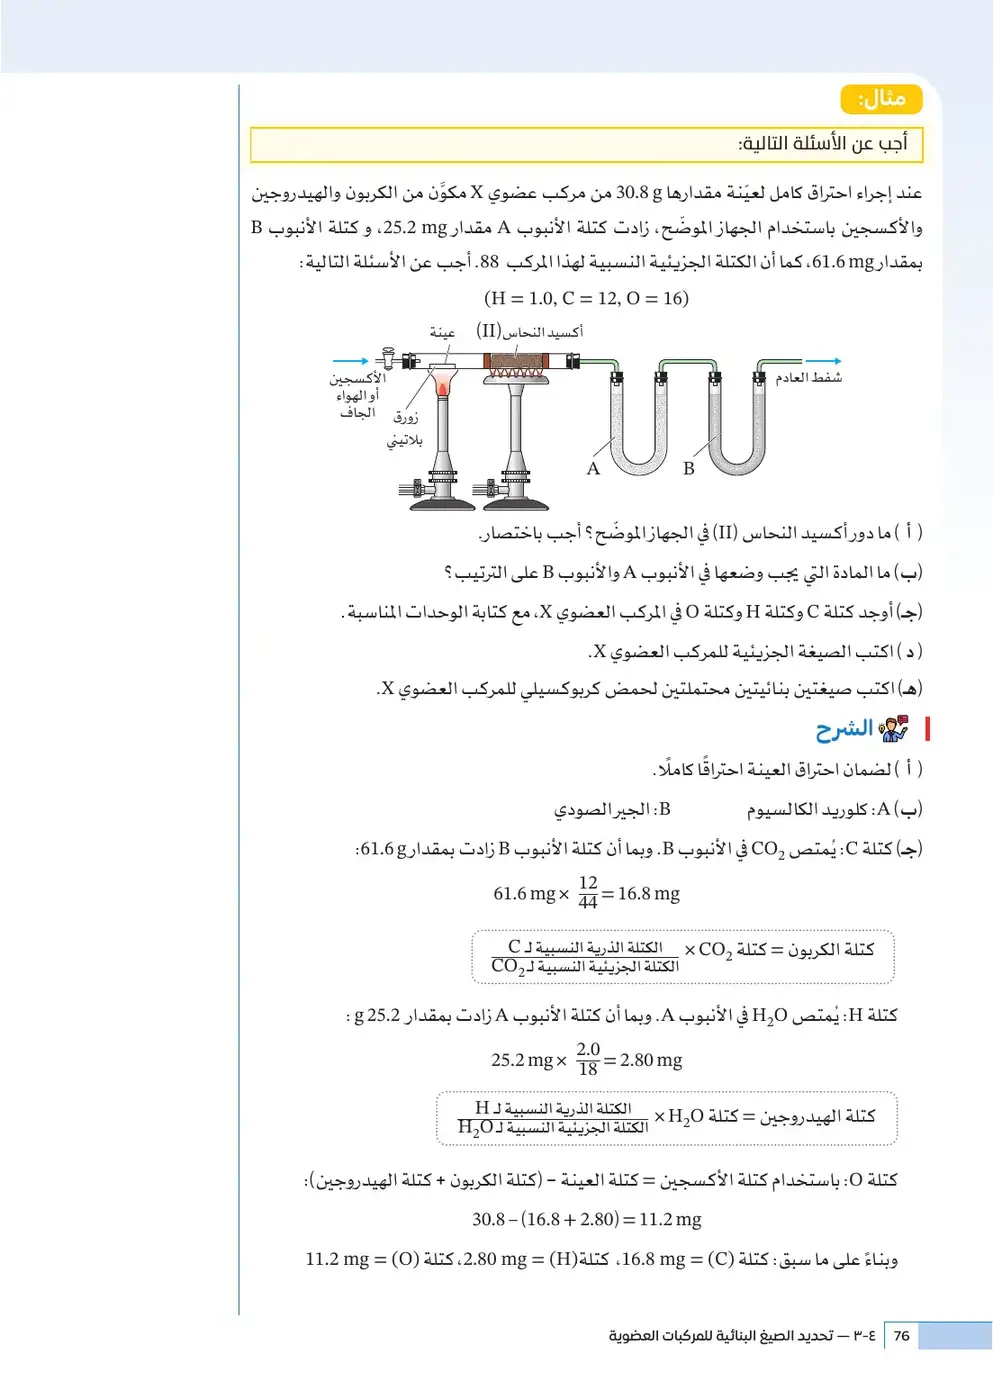 مثال:
أجب عن الأسئلة التالية:
عند إجراء احتراق كامل لعيّنة مقدارها 30.8 g من مركب عضوي X مكوَّن من الكربون والهيدروجين
والأكسجين باستخدام الجهاز الموضّح، زادت كتلة الأنبوب A مقدار 25.2 mg، و كتلة الأنبوب B
بمقدار 61.6 mg، كما أن الكتلة الجزيئية النسبية لهذا المركب 88. أجب عن الأسئلة التالية:
(H = 1.0, C = 12, O = 16)
أكسيد النحاس(II)
عينة
الأكسجين
أو الهواء
الجاف
زورق
بلاتيني
شفط العادم
A
B
( أ ) ما دور أكسيد النحاس (II) في الجهاز الموضّح؟ أجب باختصار.
(ب) ما المادة التي يجب وضعها في الأنبوب A والأنبوب B على الترتيب؟
(جـ) أوجد كتلة C وكتلة H وكتلة O في المركب العضوي X، مع كتابة الوحدات المناسبة.
( د ) اكتب الصيغة الجزيئية للمركب العضوي X.
(هـ) اكتب صيغتين بنائيتين محتملتين لحمض كربوكسيلي للمركب العضوي X.
الشرح
( أ ) لضمان احتراق العينة احتراقًا كاملًا.
(ب) A: كلوريد الكالسيوم B: الجير الصودي
(جـ) كتلة C: يُمتص CO₂ في الأنبوب B. وبما أن كتلة الأنبوب B زادت بمقدار 61.6 g:
61.6 mg × 12/44 = 16.8 mg
كتلة الكربون = كتلة CO₂ × الكتلة الذرية النسبية لـ C / الكتلة الجزيئية النسبية لـ CO₂
كتلة H: يُمتص H₂O في الأنبوب A. وبما أن كتلة الأنبوب A زادت بمقدار 25.2 g :
25.2 mg × 2.0/18 = 2.80 mg
كتلة الهيدروجين = كتلة H₂O × الكتلة الذرية النسبية لـ H / الكتلة الجزيئية النسبية لـ H₂O
كتلة O: باستخدام كتلة الأكسجين = كتلة العينة – (كتلة الكربون + كتلة الهيدروجين):
30.8 – (16.8 + 2.80) = 11.2 mg
وبناءً على ما سبق: كتلة (C) = 16.8 mg، كتلة(H) = 2.80 mg، كتلة (O) = 11.2 mg
76 ٤-٣ — تحديد الصيغ البنائية للمركبات العضوية